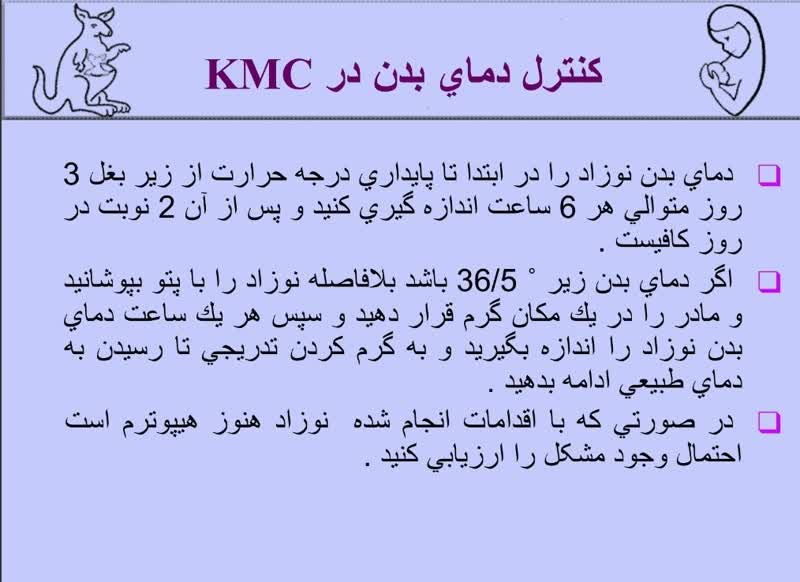 كنترل دماي بدن در KMC
دماي بدن نوزاد را در ابتدا تا پايداري درجه حرارت از زير بغل 3
روز متوالي هر 6 ساعت اندازه گيري كنيد و پس از آن 2 نوبت در
روز كافيست .
اگر دماي بدن زير ° 36/5 باشد بلافاصله نوزاد را با پتو بپوشانيد
و مادر را در يك مكان گرم قرار دهيد و سپس هر يك ساعت دماي
بدن نوزاد را اندازه بگيريد و به گرم كردن تدريجي تا رسيدن به
دماي طبيعي ادامه بدهيد .
در صورتي كه با اقدامات انجام شده نوزاد هنوز هيپوترم است
احتمال وجود مشكل را ارزيابي كنيد .